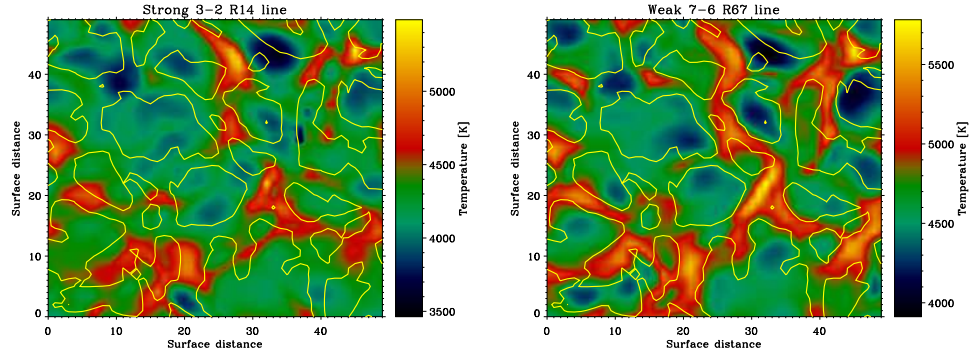 Strong 3-2 R14 line
Weak 7-6 R67 line
40
30
20
10
0
Surface distance
0 10 20 30 40
Surface distance
5000
4500
4000
3500
Temperature [K]
40
30
20
10
0
Surface distance
0 10 20 30 40
Surface distance
5500
5000
4500
4000
Temperature [K]